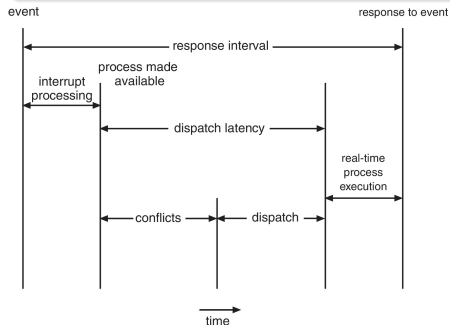 event
response to event
response interval
process made
available
interrupt
processing
dispatch latency
real-time
process
execution
conflicts
dispatch
time